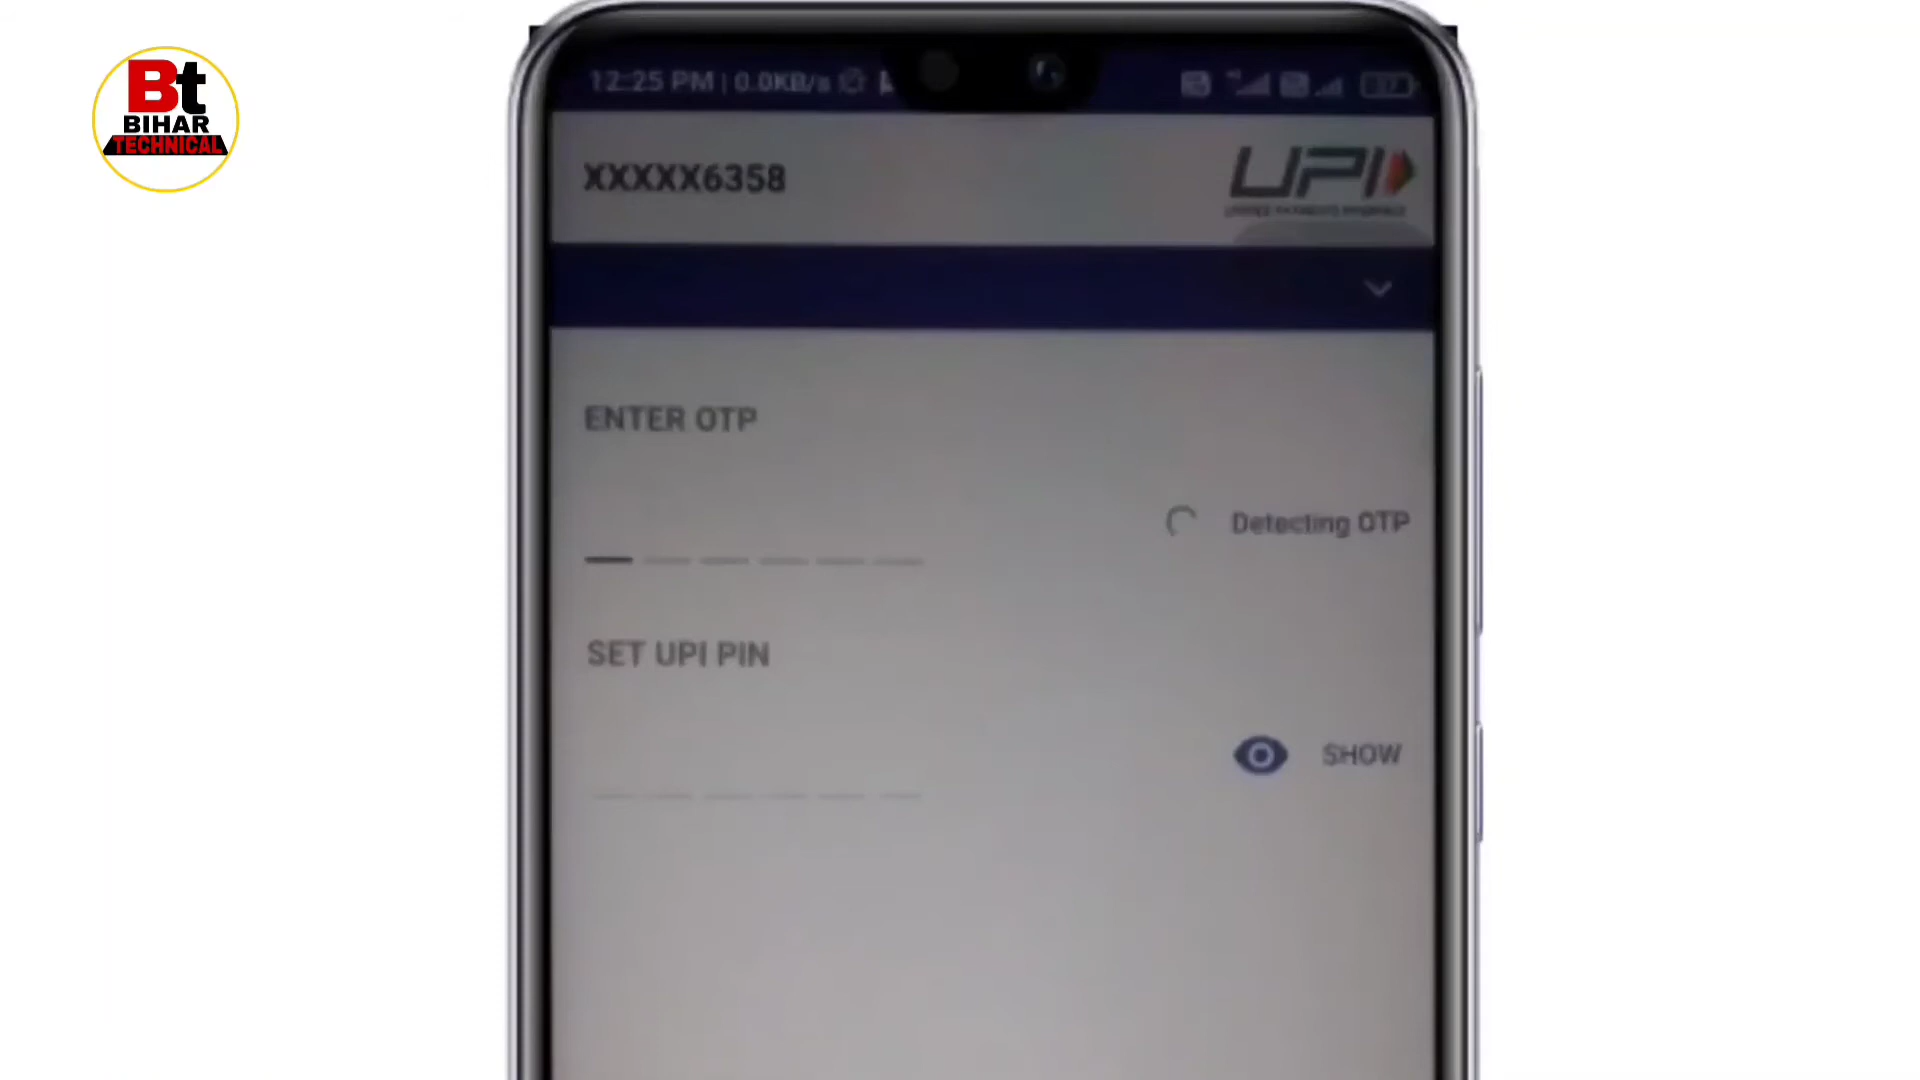 Bt
BIHAR
TECHNICAL
12:25 PM | 0.0KB/s
XXXXX6358
UPI
ENTER OTP
Detecting OTP
SET UPI PIN
SHOW